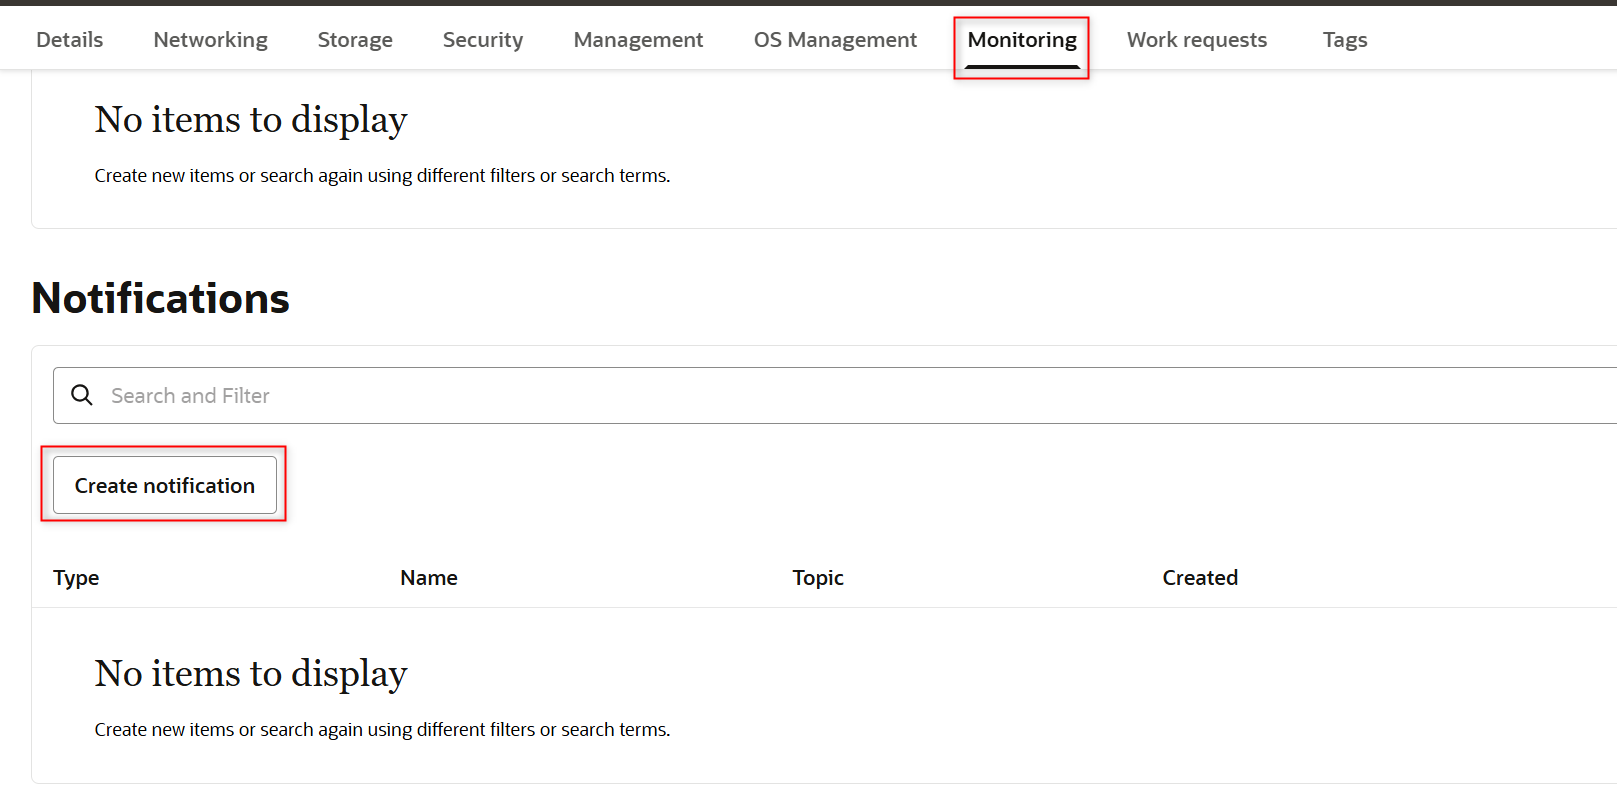 Details Networking Storage Security Management OS Management Monitoring Work requests Tags
No items to display
Create new items or search again using different filters or search terms.
Notifications
Search and Filter
Create notification
Type Name Topic Created
No items to display
Create new items or search again using different filters or search terms.